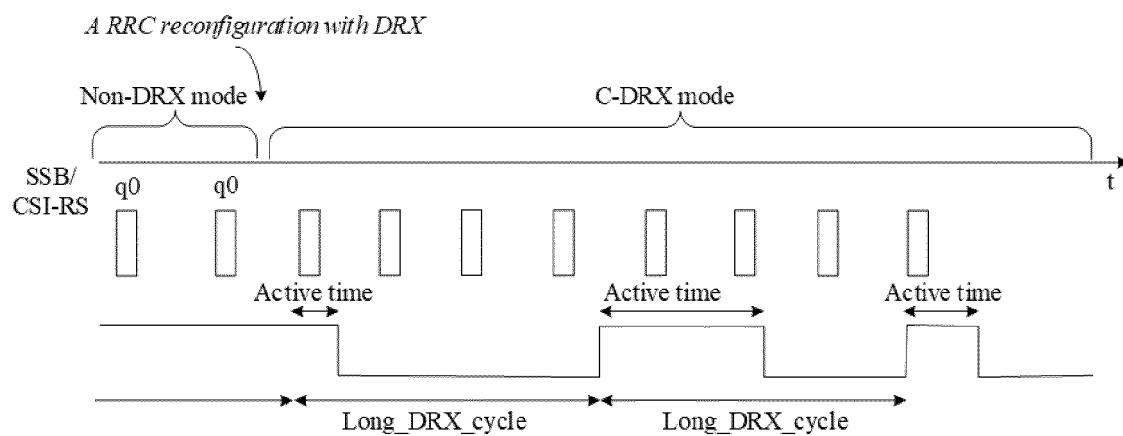 A RRC reconfiguration with DRX
Non-DRX mode
C-DRX mode
SSB/
CSI-RS
q0
q0
t
Active time
Active time
Active time
Long_DRX_cycle
Long_DRX_cycle